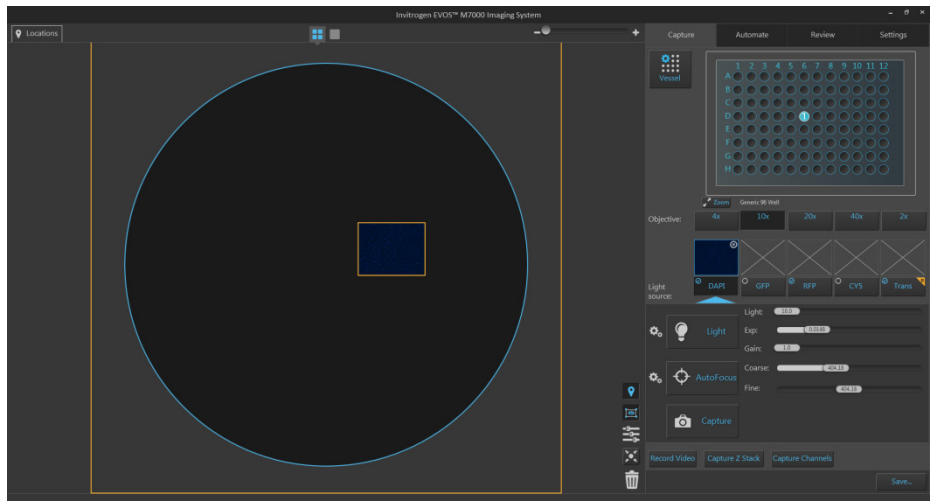 Invitrogen EVOS™ M7000 Imaging System
Locations
Capture Automate Review Settings
Vessel
1 2 3 4 5 6 7 8 9 10 11 12
A
B
C
D 1
E
F
G
H
Zoom Generic 96 Well
Objective: 4x 10x 20x 40x 2x
Light source: DAPI GFP RFP CY5 Trans
Light: 10.0
Light Exp: 0.0148
Gain: 1.0
Coarse: 404.18
AutoFocus
Fine: 404.18
Capture
Record Video Capture Z Stack Capture Channels
Save...